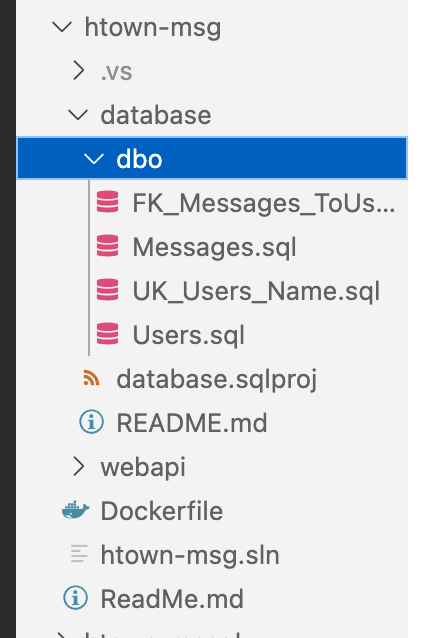 htown-msg
.vs
database
dbo
FK_Messages_ToUs...
Messages.sql
UK_Users_Name.sql
Users.sql
database.sqlproj
README.md
webapi
Dockerfile
htown-msg.sln
ReadMe.md